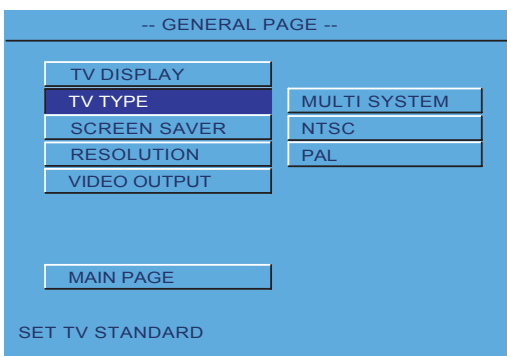 -- GENERAL PAGE --
TV DISPLAY
TV TYPE
MULTI SYSTEM
SCREEN SAVER
NTSC
RESOLUTION
PAL
VIDEO OUTPUT
MAIN PAGE
SET TV STANDARD